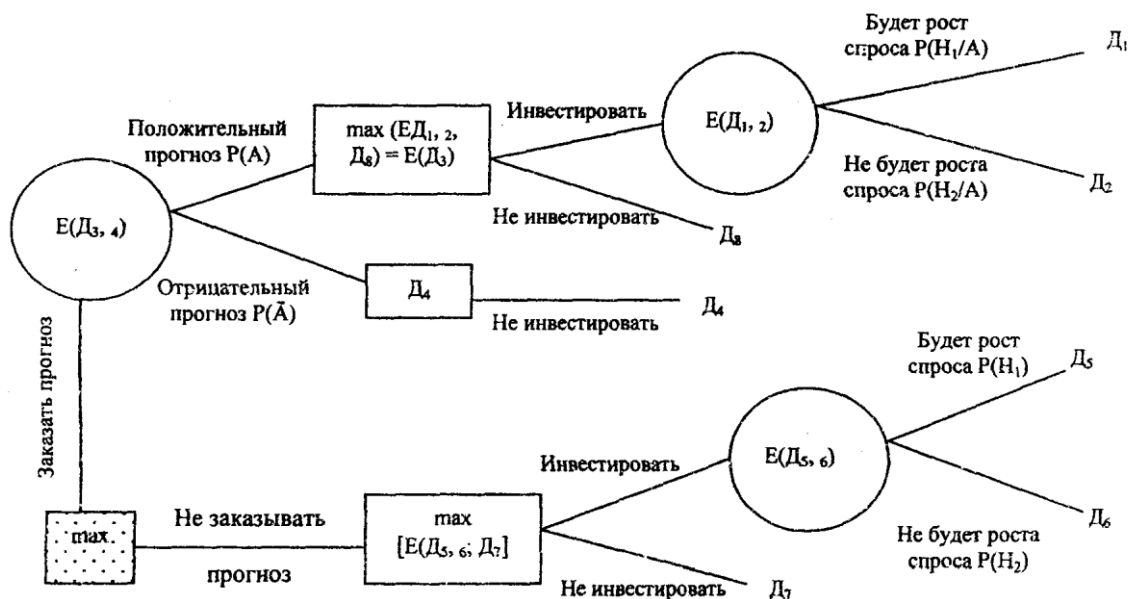 Будет рост
спроса P(H₁/A)
Д₁
Инвестировать
E(Д₁, ₂)
Положительный
прогноз P(A)
max (EД₁, ₂,
Д₈) = E(Д₃)
Не будет роста
спроса P(H₂/A)
Д₂
Не инвестировать
Д₈
E(Д₃, ₄)
Отрицательный
прогноз P(Ā)
Д₄
Не инвестировать
Д₄
Заказать прогноз
Будет рост
спроса P(H₁)
Д₅
Инвестировать
E(Д₅, ₆)
max
Не заказывать
прогноз
max
[E(Д₅, ₆; Д₇]
Д₆
Не будет роста
спроса P(H₂)
Не инвестировать
Д₇